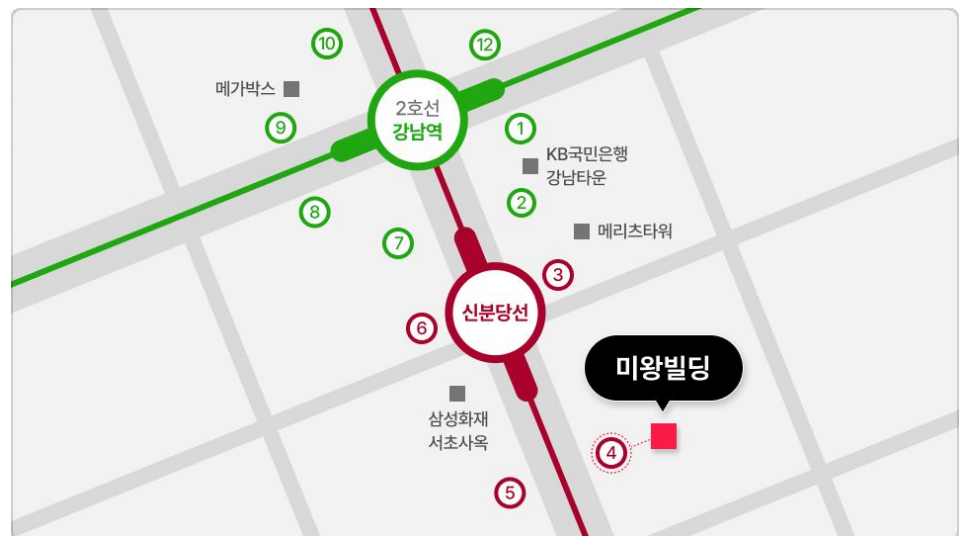 10
12
메가박스
2호선
강남역
9
1
KB국민은행
강남타운
8
2
7
메리츠타워
3
신분당선
6
미왕빌딩
삼성화재
서초사옥
4
5